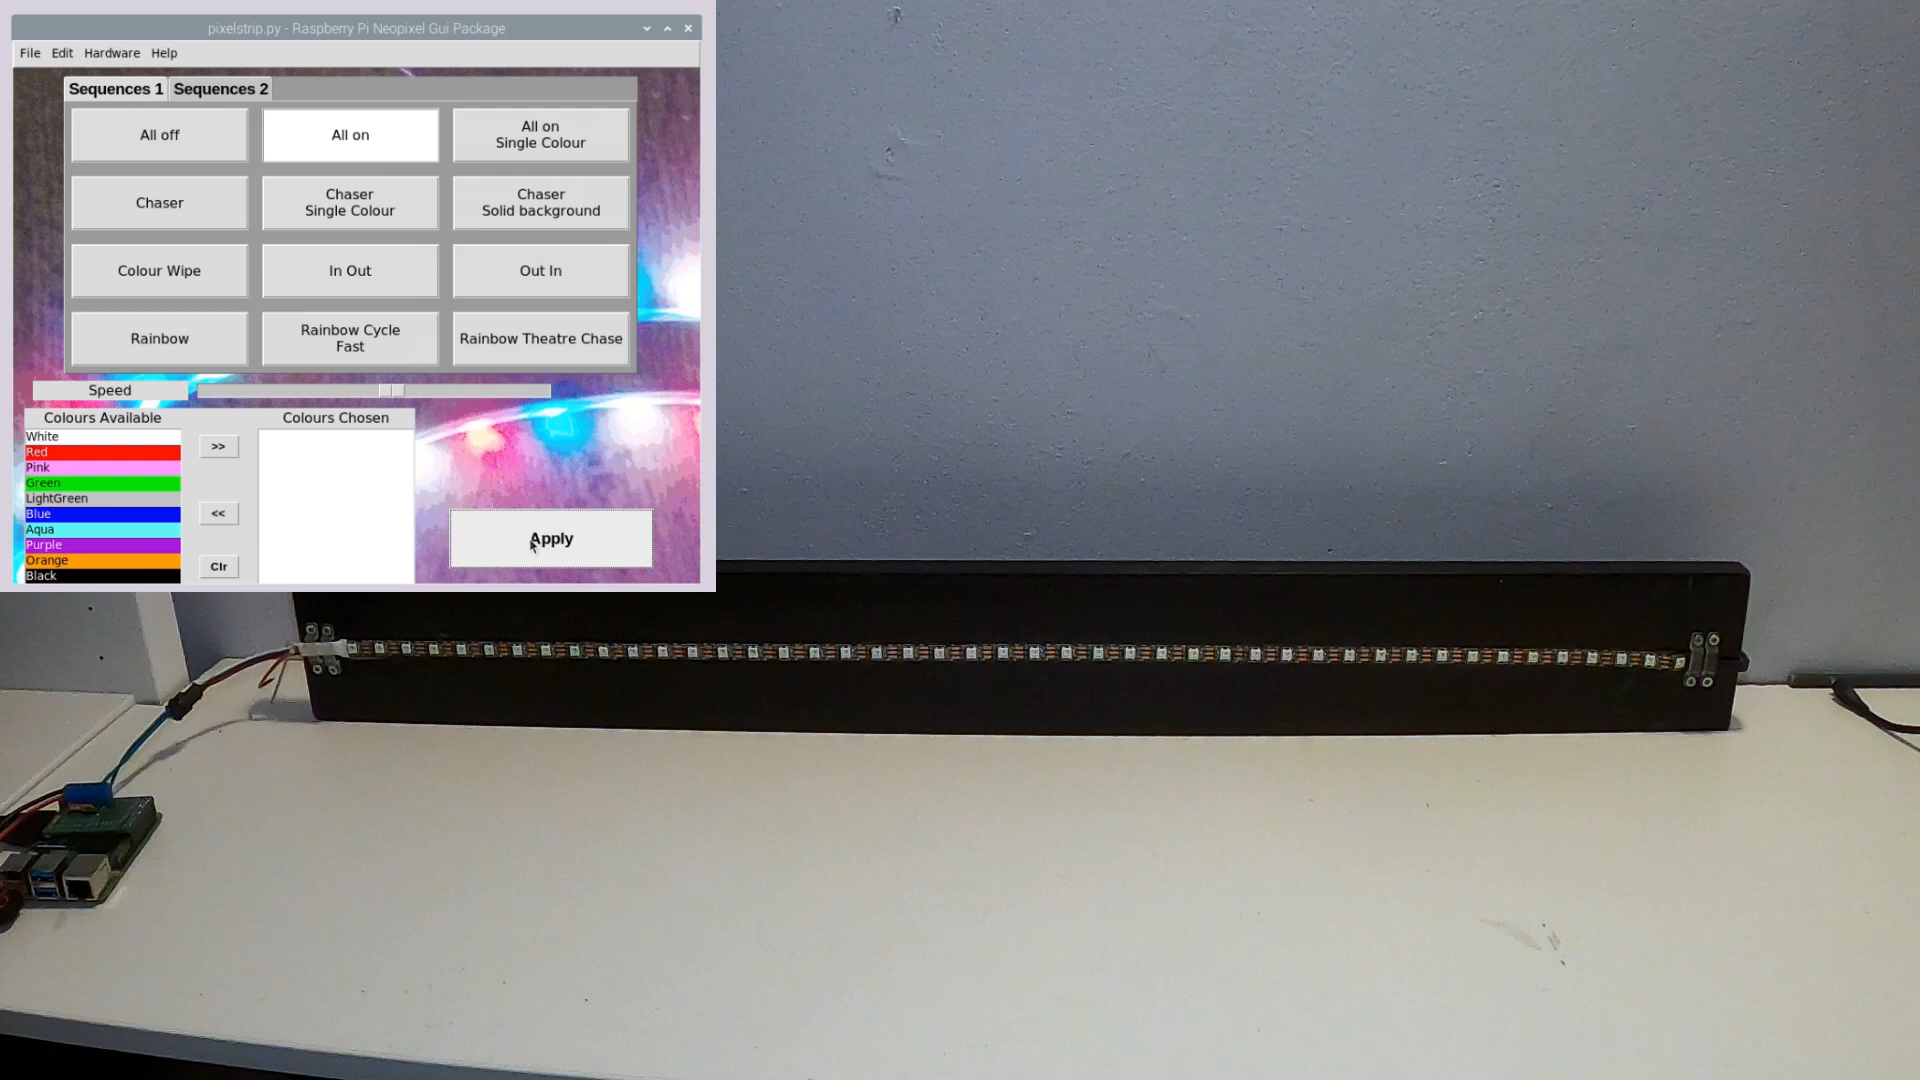 pixelstrip.py - Raspberry Pi Neopixel Gui Package
File Edit Hardware Help
Sequences 1 Sequences 2
All off
All on
All on
Single Colour
Chaser
Chaser
Single Colour
Chaser
Solid background
Colour Wipe
In Out
Out In
Rainbow
Rainbow Cycle
Fast
Rainbow Theatre Chase
Speed
Colours Available
White
Red
Pink
Green
LightGreen
Blue
Aqua
Purple
Orange
Black
>>
<<
Clr
Colours Chosen
Apply